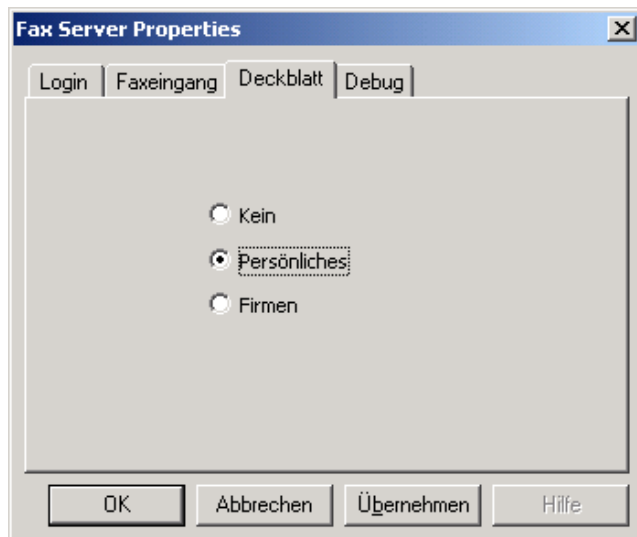 Fax Server Properties
Login Faxeingang Deckblatt Debug
Kein
Persönliches
Firmen
OK Abbrechen Übernehmen Hilfe